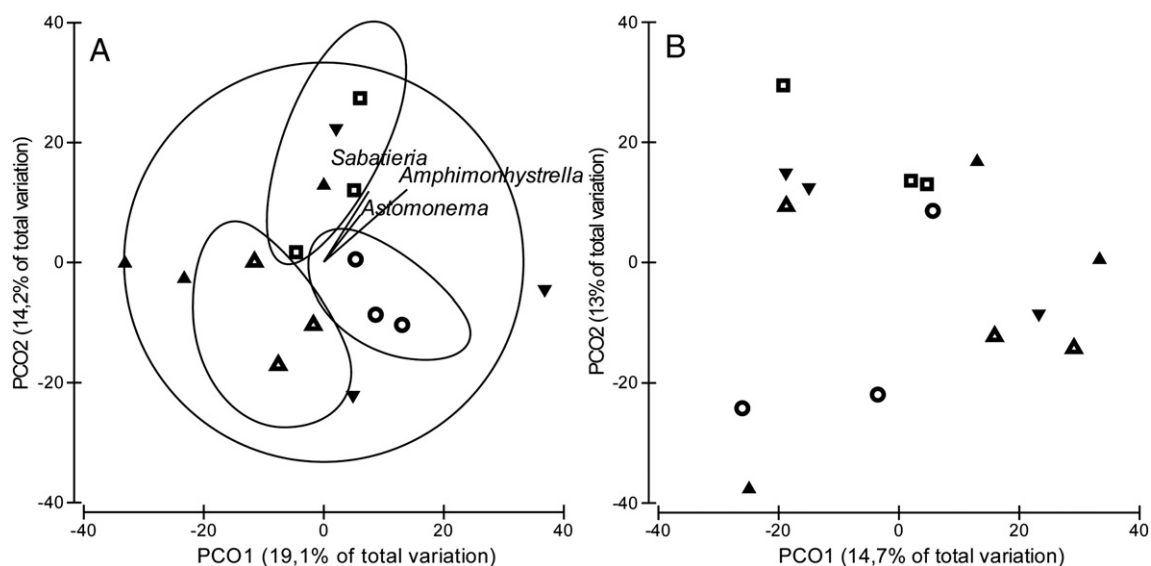 A
40
20
0
-20
-40
PCO2 (14,2% of total variation)
Sabatieria
Amphimonhystrella
Astomonema
-40
-20
0
20
40
PCO1 (19,1% of total variation)
B
40
20
0
-20
-40
PCO2 (13% of total variation)
-40
-20
0
20
40
PCO1 (14,7% of total variation)